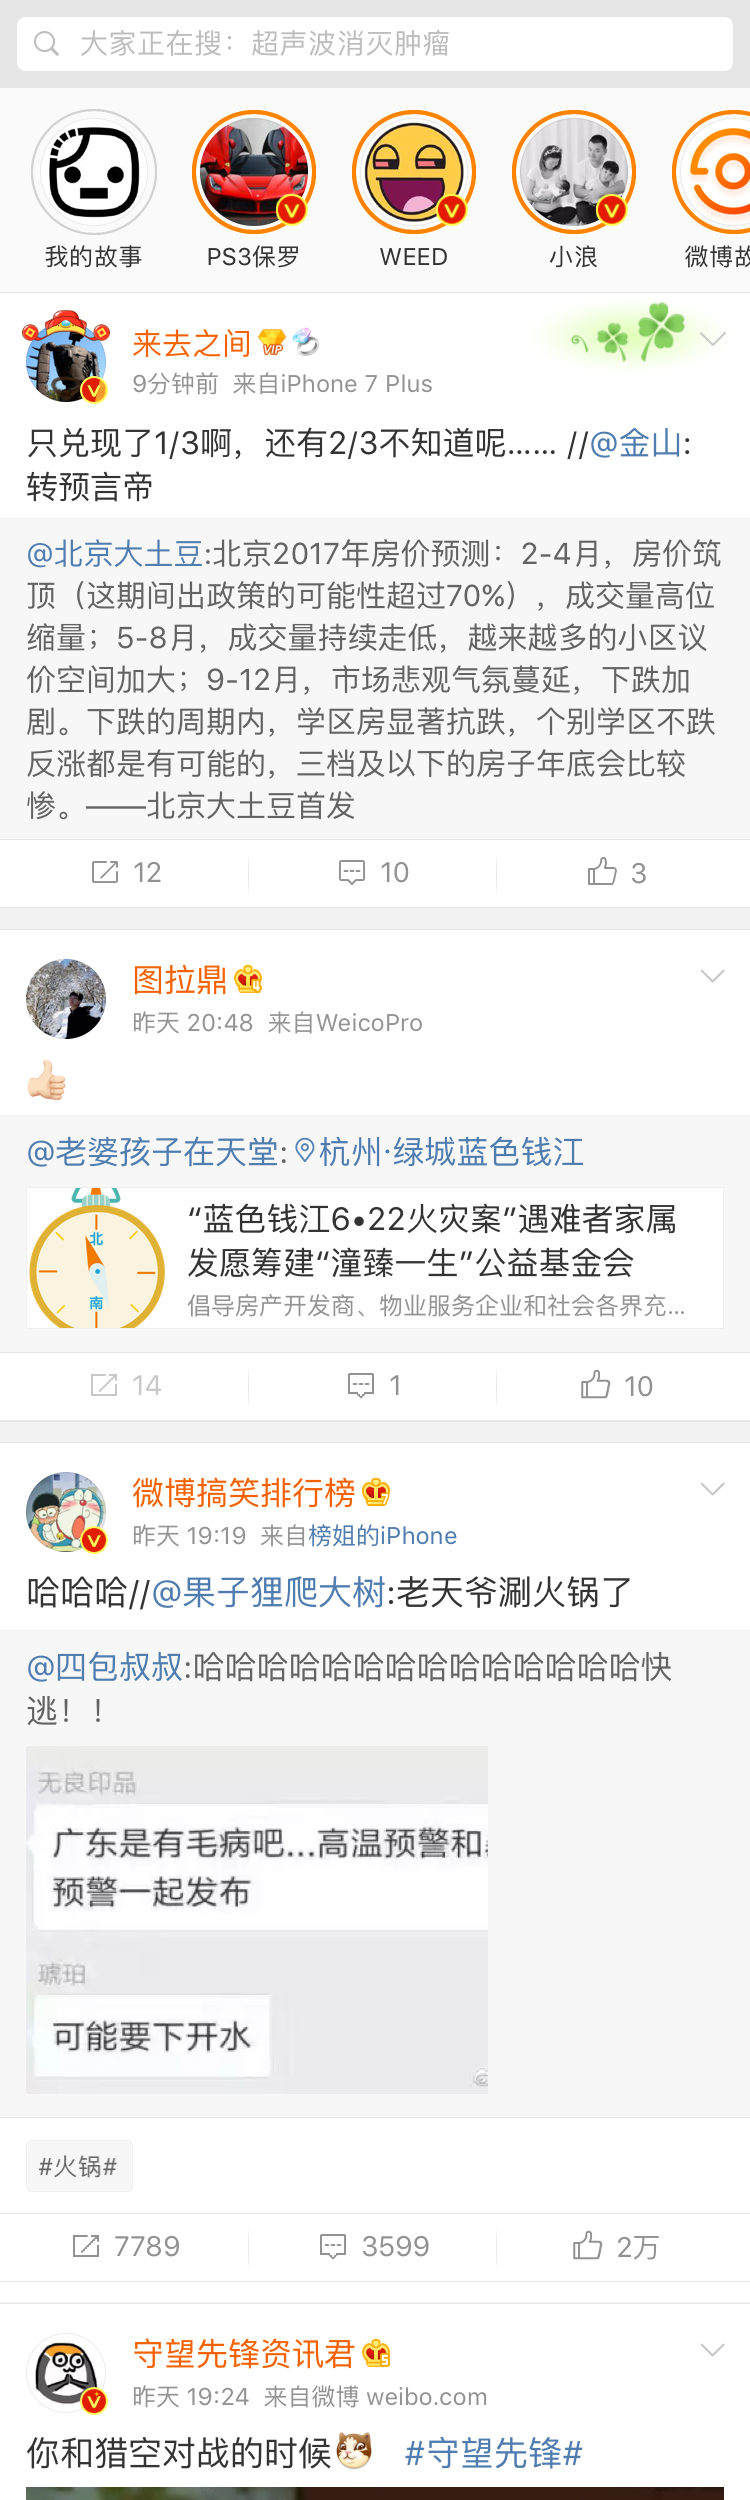 大家正在搜：超声波消灭肿瘤
我的故事
PS3保罗
WEED
小浪
微博故
来去之间 VIP
9分钟前 来自iPhone 7 Plus
只兑现了1/3啊，还有2/3不知道呢…… //@金山:
转预言帝
@北京大土豆:北京2017年房价预测：2-4月，房价筑
顶（这期间出政策的可能性超过70%），成交量高位
缩量；5-8月，成交量持续走低，越来越多的小区议
价空间加大；9-12月，市场悲观气氛蔓延，下跌加
剧。下跌的周期内，学区房显著抗跌，个别学区不跌
反涨都是有可能的，三档及以下的房子年底会比较
惨。——北京大土豆首发
12
10
3
图拉鼎
昨天 20:48 来自WeicoPro
@老婆孩子在天堂:杭州·绿城蓝色钱江
北
南
“蓝色钱江6•22火灾案”遇难者家属
发愿筹建“潼臻一生”公益基金会
倡导房产开发商、物业服务企业和社会各界充...
14
1
10
微博搞笑排行榜
昨天 19:19 来自榜姐的iPhone
哈哈哈//@果子狸爬大树:老天爷涮火锅了
@四包叔叔:哈哈哈哈哈哈哈哈哈哈哈哈哈哈快
逃！！
无良印品
广东是有毛病吧...高温预警和
预警一起发布
琥珀
可能要下开水
#火锅#
7789
3599
2万
守望先锋资讯君
昨天 19:24 来自微博 weibo.com
你和猎空对战的时候 #守望先锋#